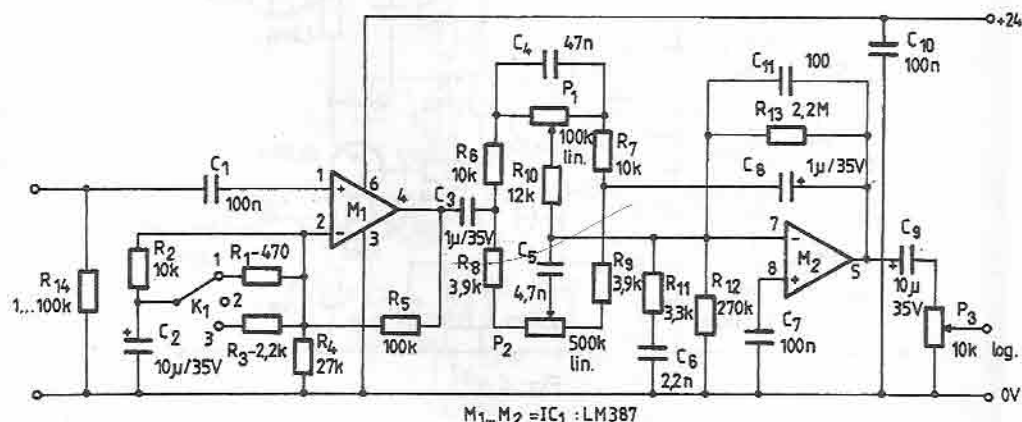 +24
C4
47n
C10
100n
C11
100
P1
R13 2,2M
100k
lin.
R6
10k
R7
10k
C1
100n
R10
12k
C8
1µ/35V
1
+
6
M1
4
2
-
3
C3
1µ/35V
R2
10k
1
R1-470
K1
2
3
R3-2,2k
R14
1...100k
C2
+
10µ/35V
R4
27k
R5
100k
R8
3,9k
C5
4,7n
R9
3,9k
R11
3,3k
R12
270k
P2
500k
lin.
C6
2,2n
7
-
8
+
M2
5
C7
100n
C9
+
10µ
35V
P3
10k
log.
0V
M1...M2=IC1:LM387